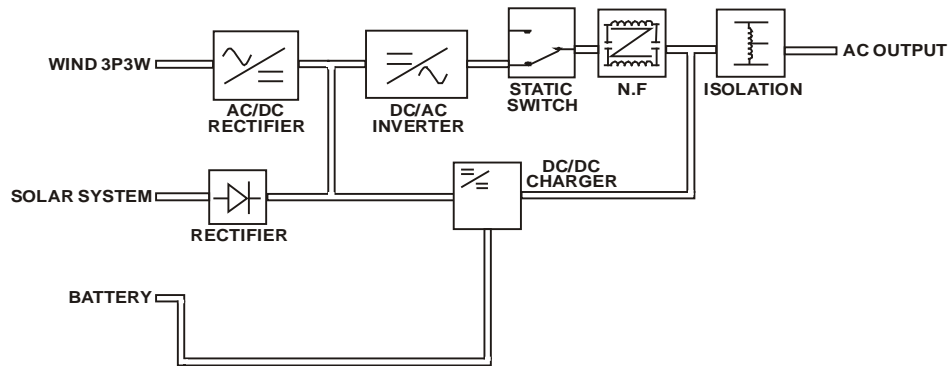 WIND 3P3W
AC/DC
RECTIFIER
DC/AC
INVERTER
STATIC
SWITCH
N.F
ISOLATION
AC OUTPUT
SOLAR SYSTEM
RECTIFIER
DC/DC
CHARGER
BATTERY